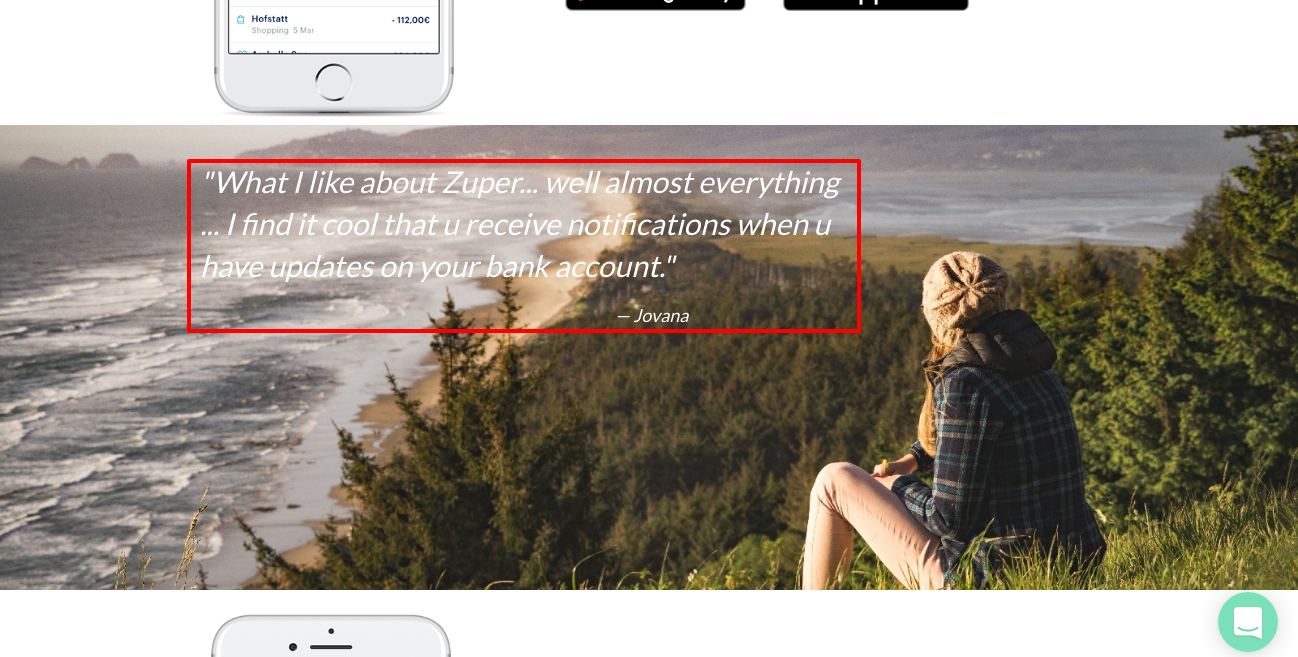 Hofstatt
- 112,00€
Shopping 5 Mar
"What I like about Zuper... well almost everything
... I find it cool that u receive notifications when u
have updates on your bank account."
— Jovana